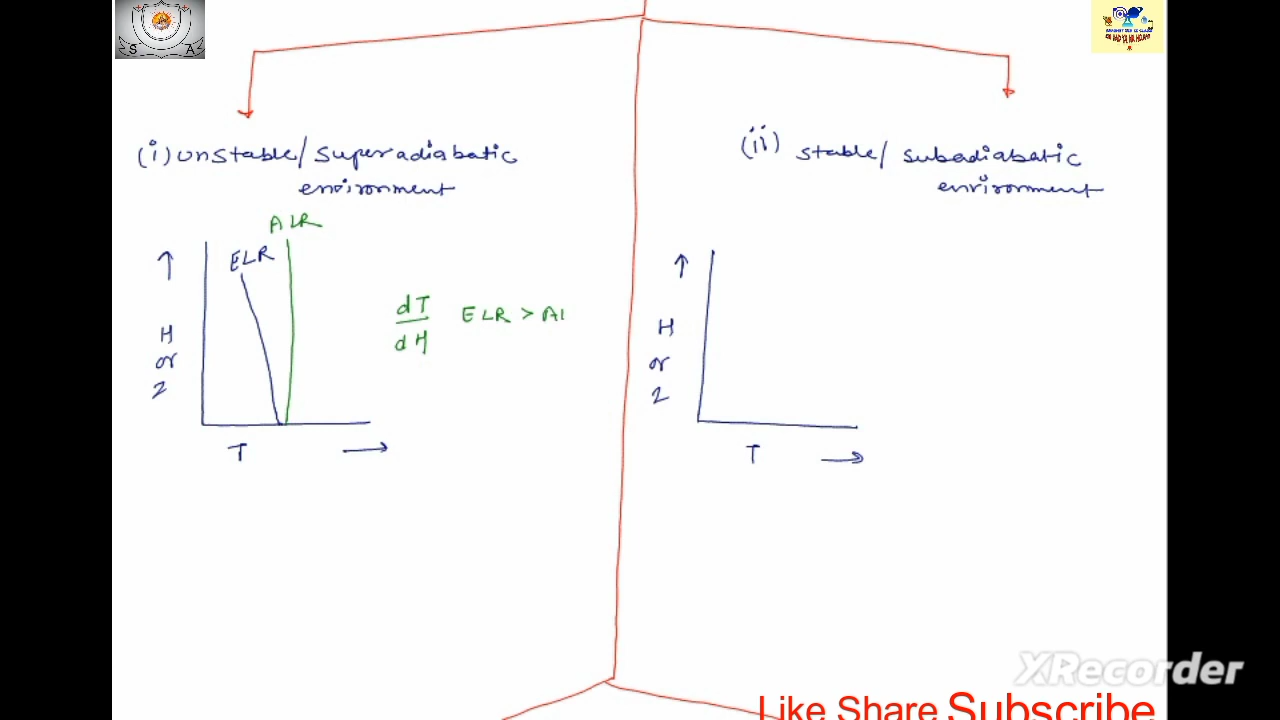 S A
(i) unstable/superadiabatic
environment
ALR
ELR
↑
H
or
Z
dT
dH
ELR > AL
T →
(ii) stable/subadiabatic
environment
↑
H
or
Z
T →
XRecorder
Like Share Subscribe